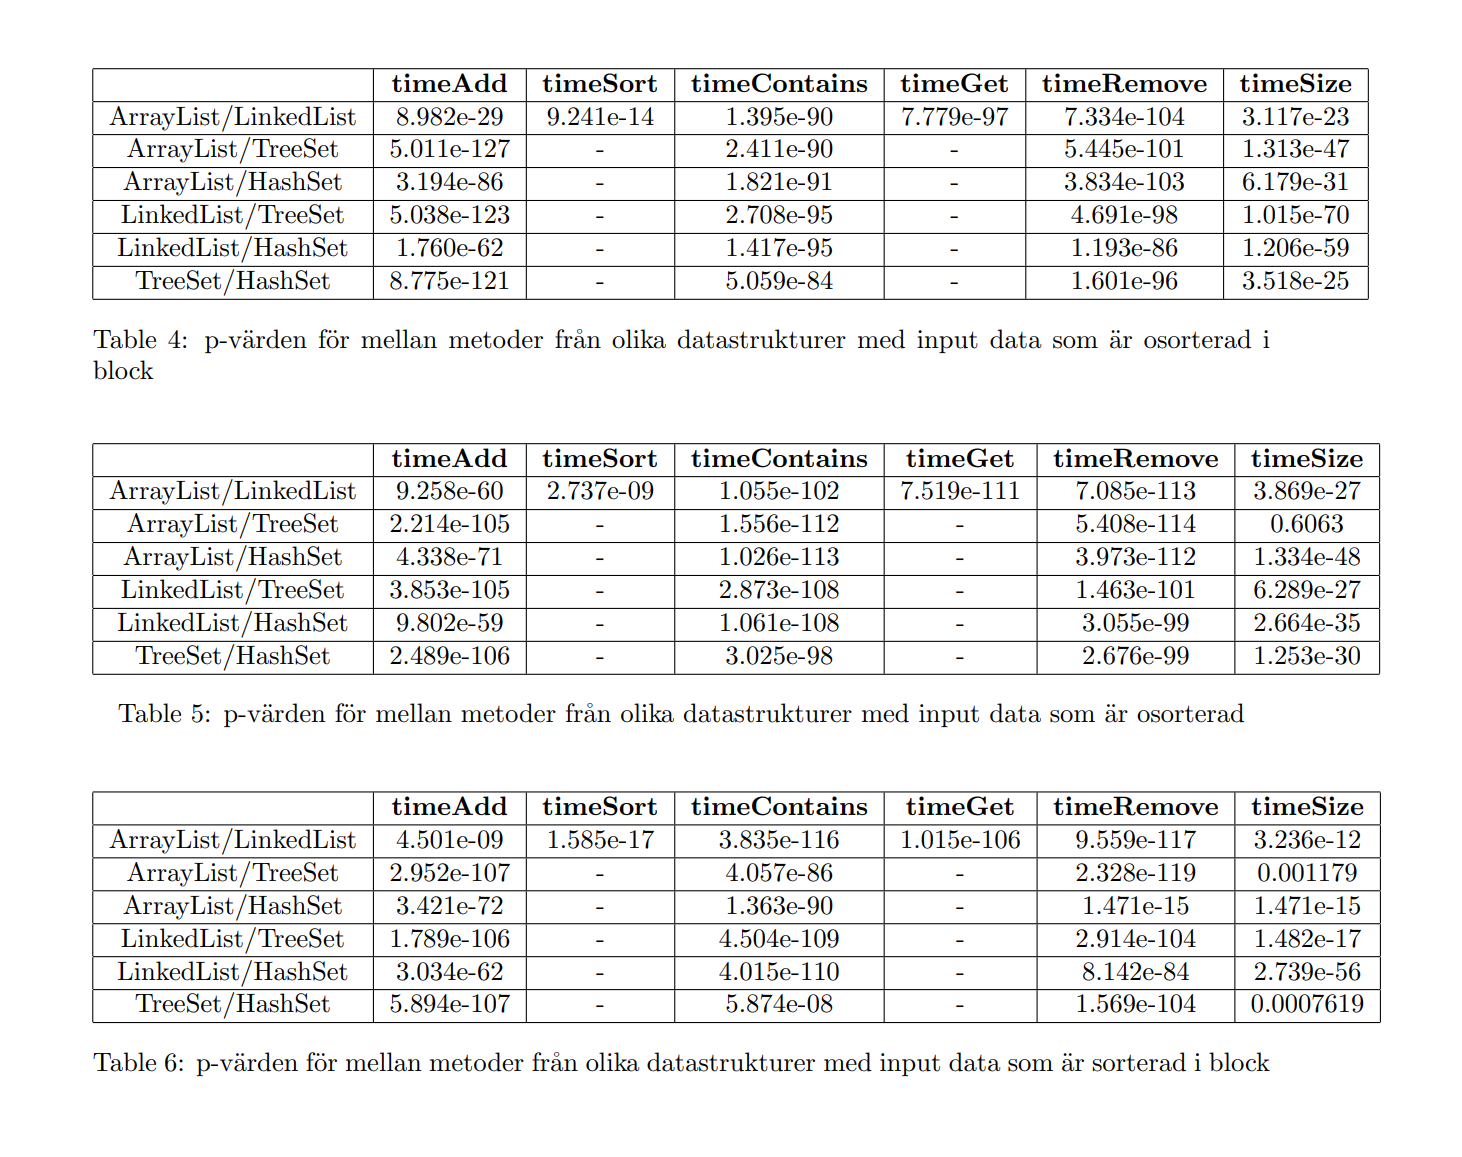 timeAdd timeSort timeContains timeGet timeRemove timeSize
ArrayList/LinkedList 8.982e-29 9.241e-14 1.395e-90 7.779e-97 7.334e-104 3.117e-23
ArrayList/TreeSet 5.011e-127 - 2.411e-90 - 5.445e-101 1.313e-47
ArrayList/HashSet 3.194e-86 - 1.821e-91 - 3.834e-103 6.179e-31
LinkedList/TreeSet 5.038e-123 - 2.708e-95 - 4.691e-98 1.015e-70
LinkedList/HashSet 1.760e-62 - 1.417e-95 - 1.193e-86 1.206e-59
TreeSet/HashSet 8.775e-121 - 5.059e-84 - 1.601e-96 3.518e-25
Table 4: p-värden för mellan metoder från olika datastrukturer med input data som är osorterad i
block
timeAdd timeSort timeContains timeGet timeRemove timeSize
ArrayList/LinkedList 9.258e-60 2.737e-09 1.055e-102 7.519e-111 7.085e-113 3.869e-27
ArrayList/TreeSet 2.214e-105 - 1.556e-112 - 5.408e-114 0.6063
ArrayList/HashSet 4.338e-71 - 1.026e-113 - 3.973e-112 1.334e-48
LinkedList/TreeSet 3.853e-105 - 2.873e-108 - 1.463e-101 6.289e-27
LinkedList/HashSet 9.802e-59 - 1.061e-108 - 3.055e-99 2.664e-35
TreeSet/HashSet 2.489e-106 - 3.025e-98 - 2.676e-99 1.253e-30
Table 5: p-värden för mellan metoder från olika datastrukturer med input data som är osorterad
timeAdd timeSort timeContains timeGet timeRemove timeSize
ArrayList/LinkedList 4.501e-09 1.585e-17 3.835e-116 1.015e-106 9.559e-117 3.236e-12
ArrayList/TreeSet 2.952e-107 - 4.057e-86 - 2.328e-119 0.001179
ArrayList/HashSet 3.421e-72 - 1.363e-90 - 1.471e-15 1.471e-15
LinkedList/TreeSet 1.789e-106 - 4.504e-109 - 2.914e-104 1.482e-17
LinkedList/HashSet 3.034e-62 - 4.015e-110 - 8.142e-84 2.739e-56
TreeSet/HashSet 5.894e-107 - 5.874e-08 - 1.569e-104 0.0007619
Table 6: p-värden för mellan metoder från olika datastrukturer med input data som är sorterad i block